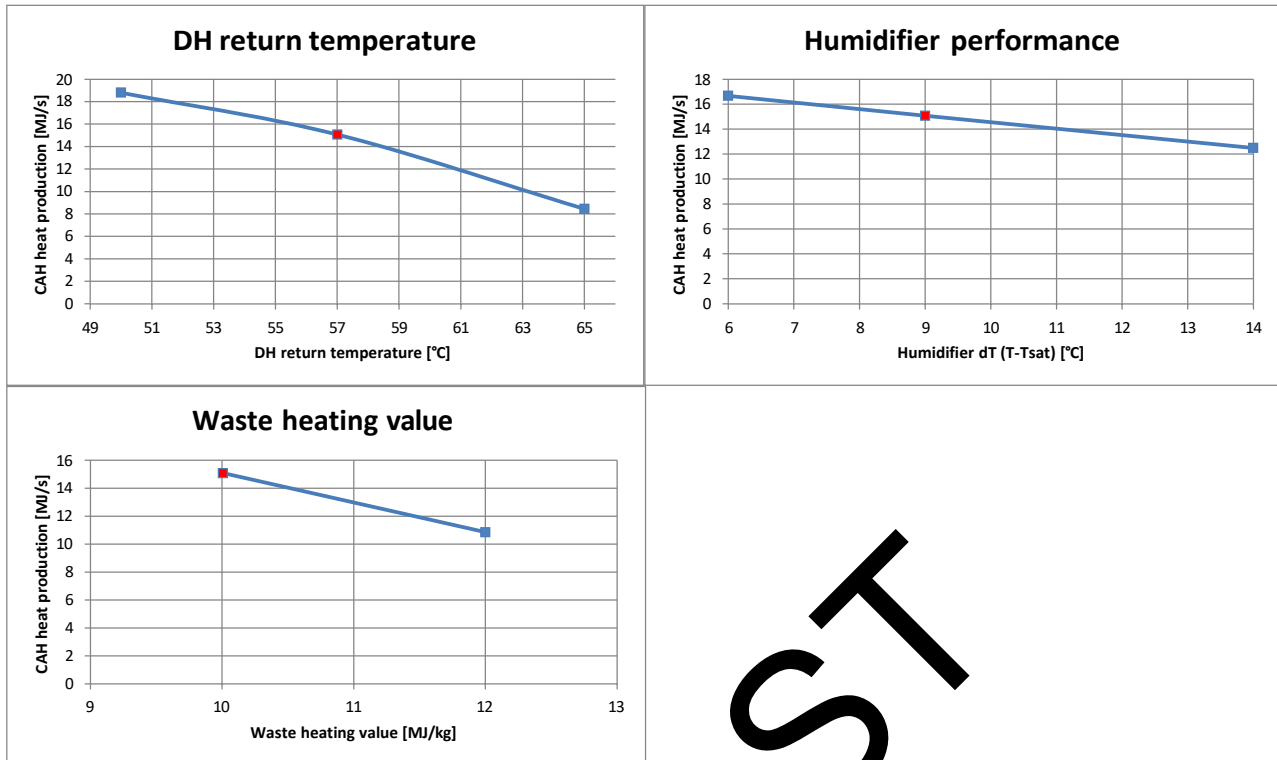 DH return temperature
CAH heat production [MJ/s]
20
18
16
14
12
10
8
6
4
2
0
49 51 53 55 57 59 61 63 65
DH return temperature [°C]
Humidifier performance
CAH heat production [MJ/s]
18
16
14
12
10
8
6
4
2
0
6 7 8 9 10 11 12 13 14
Humidifier dT (T-Tsat) [°C]
Waste heating value
CAH heat production [MJ/s]
16
14
12
10
8
6
4
2
0
9 10 11 12 13
Waste heating value [MJ/kg]
ST